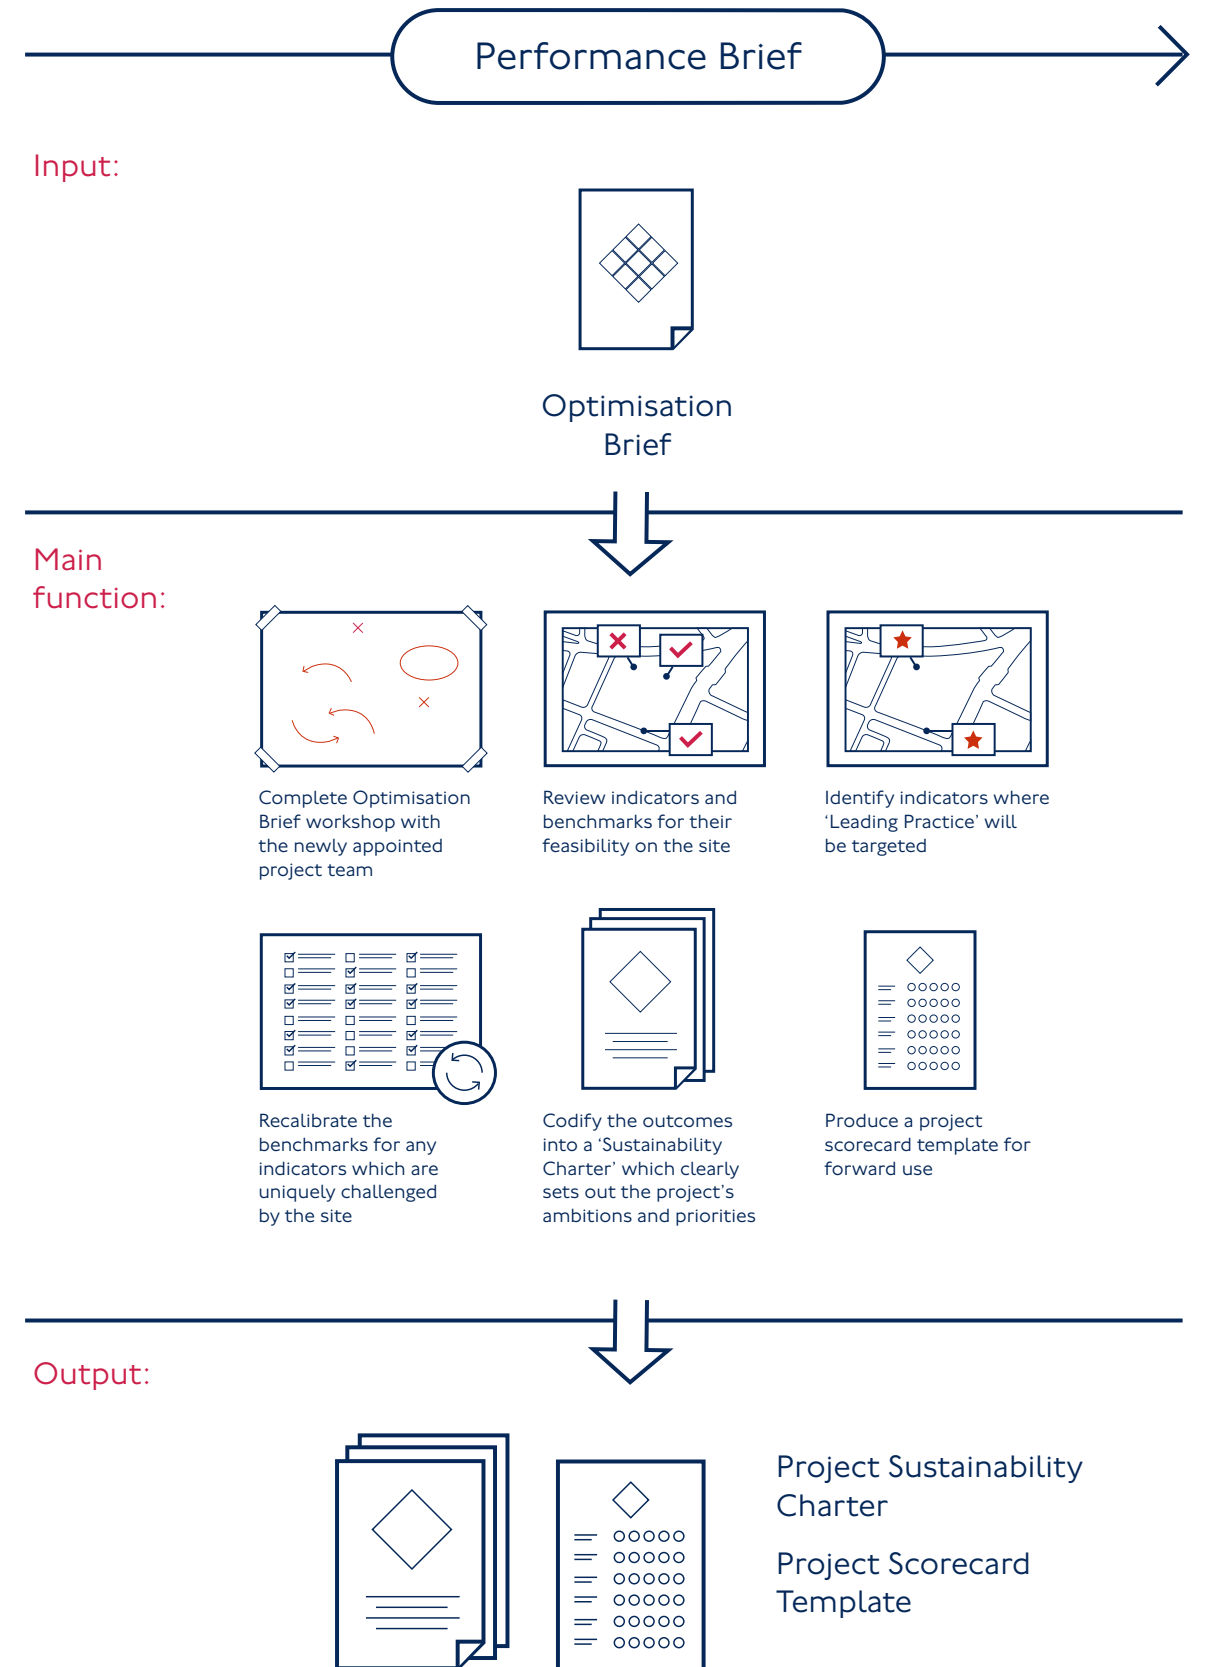 Performance Brief
Input:
Optimisation
Brief
Main
function:
Complete Optimisation
Brief workshop with
the newly appointed
project team
Review indicators and
benchmarks for their
feasibility on the site
Identify indicators where
‘Leading Practice’ will
be targeted
Recalibrate the
benchmarks for any
indicators which are
uniquely challenged
by the site
Codify the outcomes
into a ‘Sustainability
Charter’ which clearly
sets out the project’s
ambitions and priorities
Produce a project
scorecard template for
forward use
Output:
Project Sustainability
Charter
Project Scorecard
Template